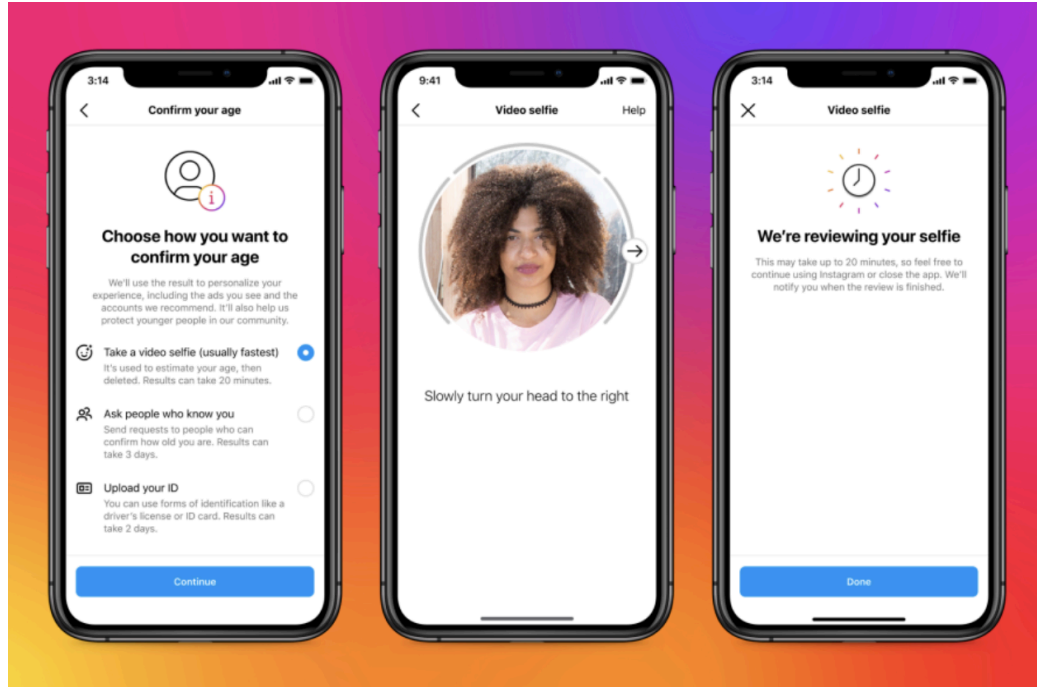 3:14
Confirm your age
i
Choose how you want to
confirm your age
We'll use the result to personalize your
experience, including the ads you see and the
accounts we recommend. It'll also help us
protect younger people in our community.
Take a video selfie (usually fastest)
It's used to estimate your age, then
deleted. Results can take 20 minutes.
Ask people who know you
Send requests to people who can
confirm how old you are. Results can
take 3 days.
Upload your ID
You can use forms of identification like a
driver's license or ID card. Results can
take 2 days.
Continue
9:41
Video selfie
Help
Slowly turn your head to the right
3:14
Video selfie
We're reviewing your selfie
This may take up to 20 minutes, so feel free to
continue using Instagram or close the app. We'll
notify you when the review is finished.
Done